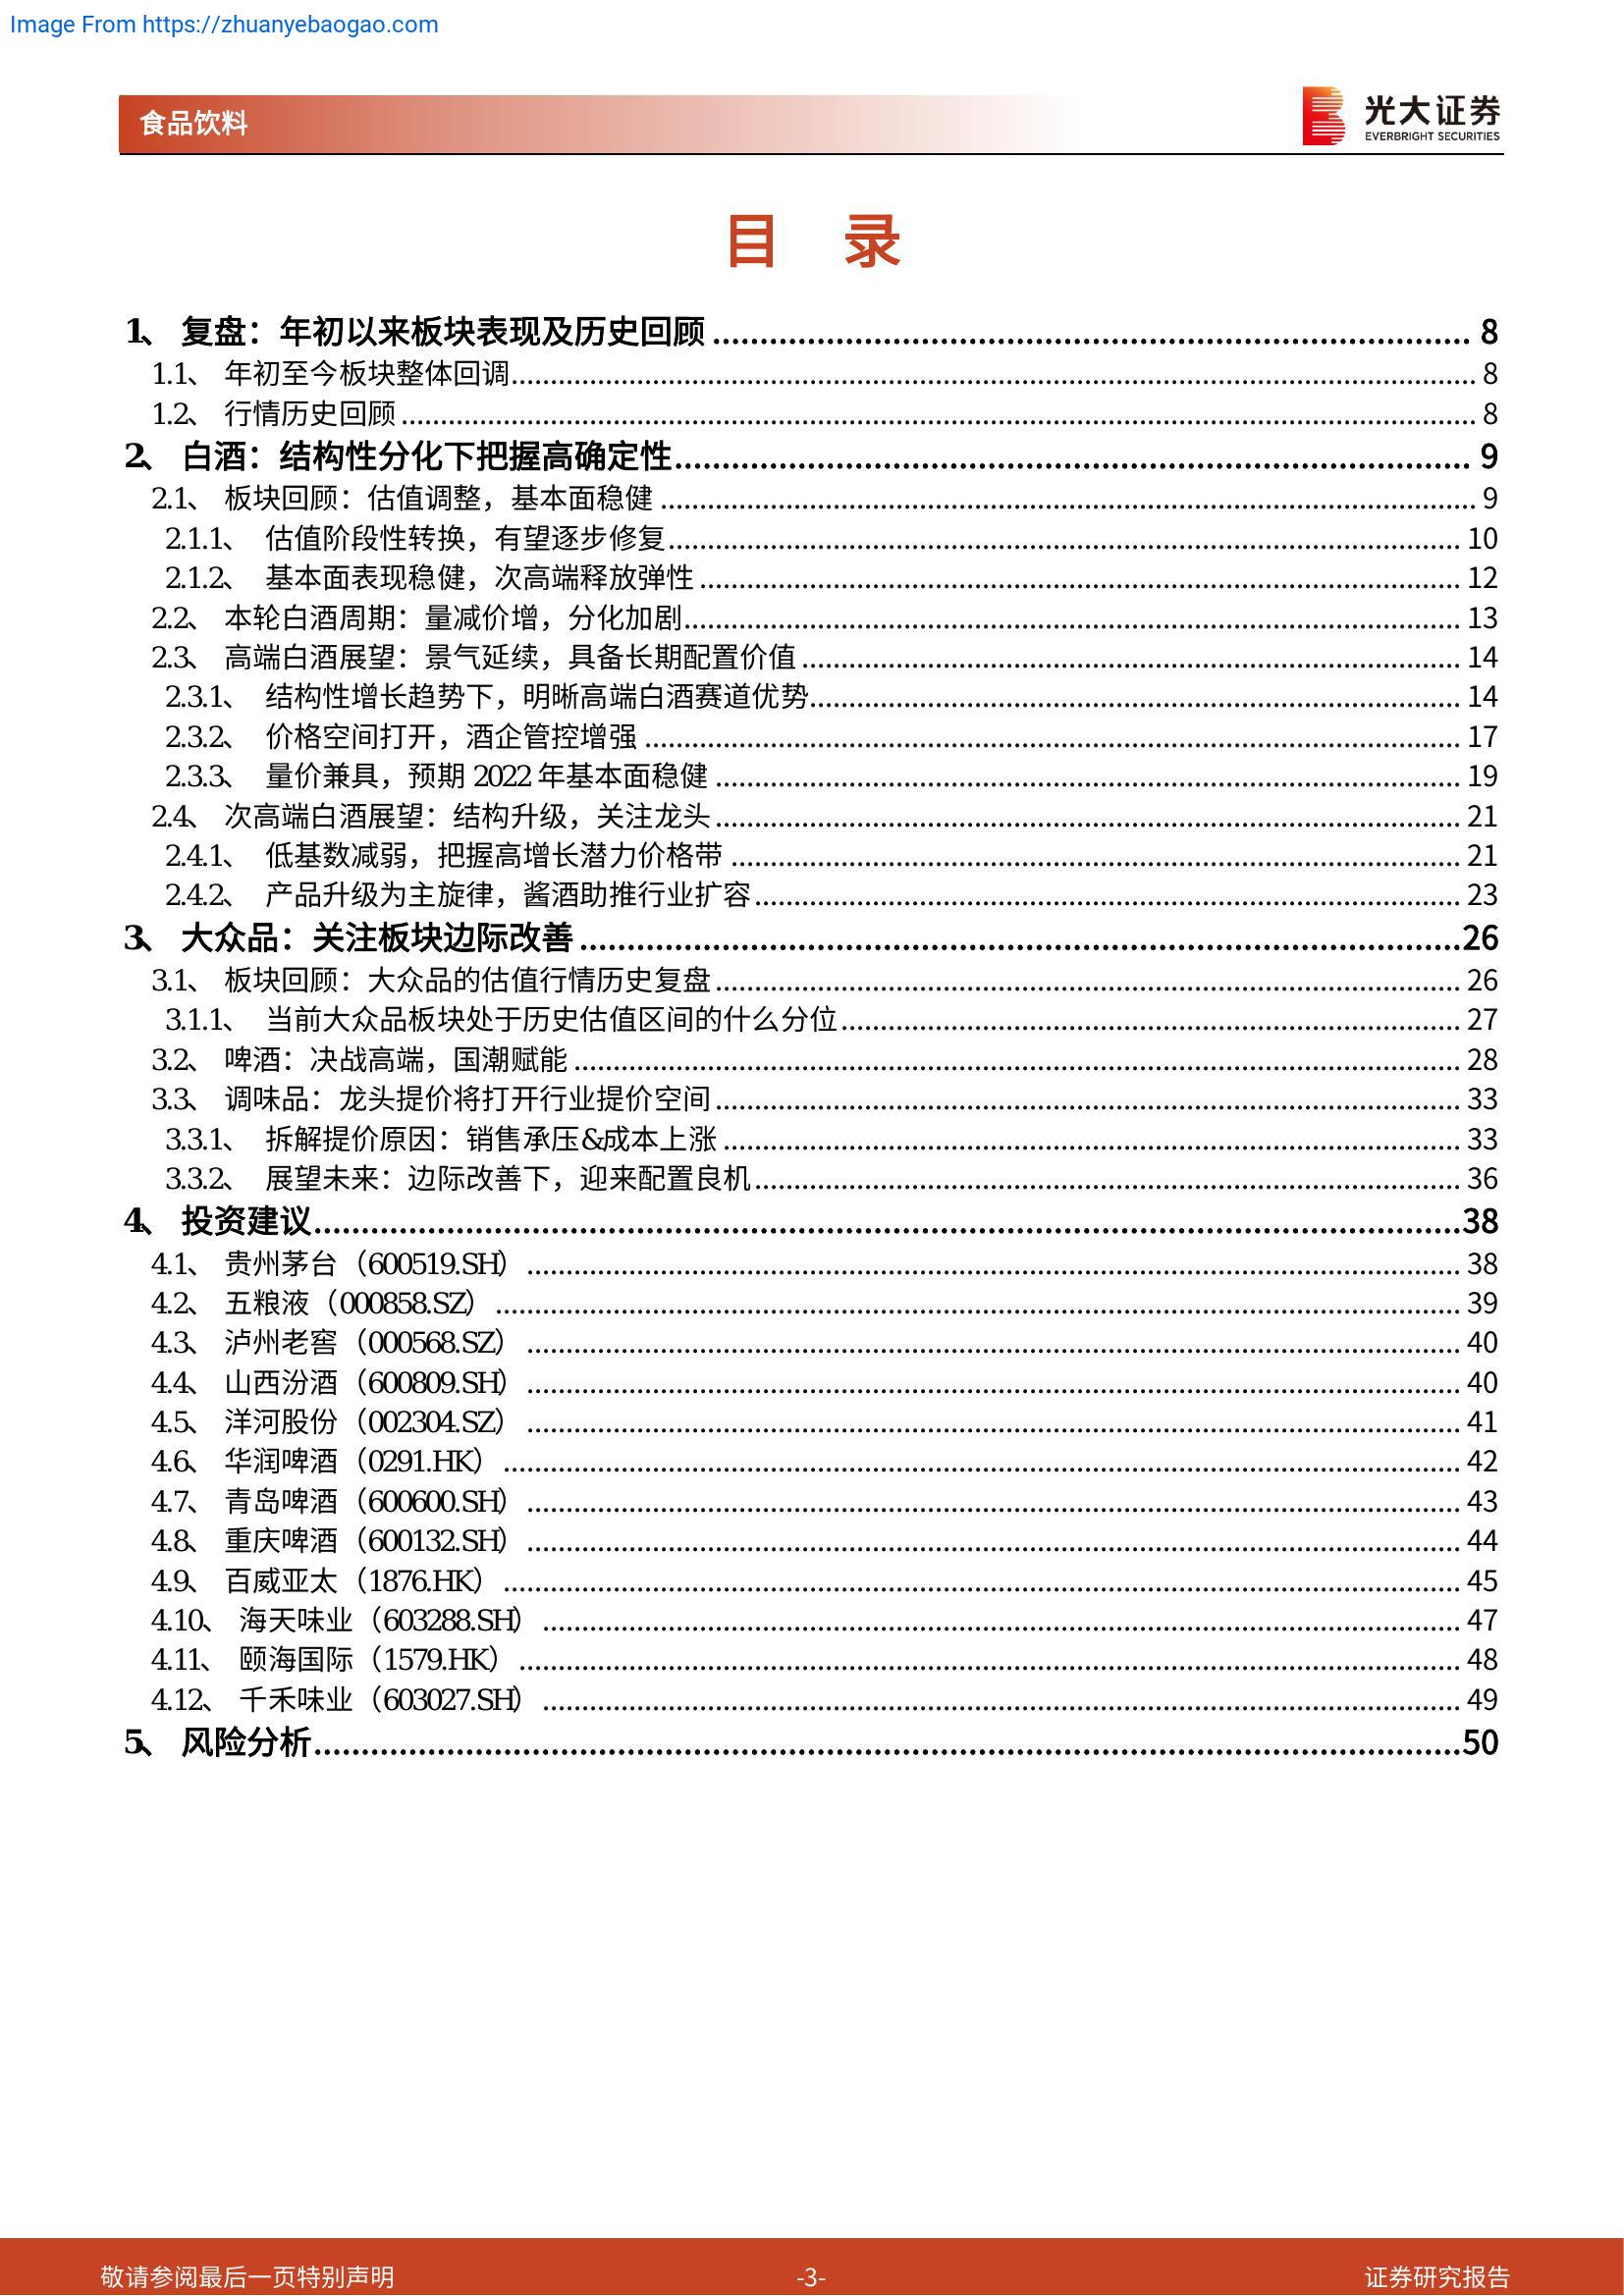 Image From https://zhuanyebaogao.com
食品饮料
光大证券
EVERBRIGHT SECURITIES
目 录
1、 复盘：年初以来板块表现及历史回顾 8
1.1、 年初至今板块整体回调 8
1.2、 行情历史回顾 8
2、 白酒：结构性分化下把握高确定性 9
2.1、 板块回顾：估值调整，基本面稳健 9
2.1.1、 估值阶段性转换，有望逐步修复 10
2.1.2、 基本面表现稳健，次高端释放弹性 12
2.2、 本轮白酒周期：量减价增，分化加剧 13
2.3、 高端白酒展望：景气延续，具备长期配置价值 14
2.3.1、 结构性增长趋势下，明晰高端白酒赛道优势 14
2.3.2、 价格空间打开，酒企管控增强 17
2.3.3、 量价兼具，预期 2022 年基本面稳健 19
2.4、 次高端白酒展望：结构升级，关注龙头 21
2.4.1、 低基数减弱，把握高增长潜力价格带 21
2.4.2、 产品升级为主旋律，酱酒助推行业扩容 23
3、 大众品：关注板块边际改善 26
3.1、 板块回顾：大众品的估值行情历史复盘 26
3.1.1、 当前大众品板块处于历史估值区间的什么分位 27
3.2、 啤酒：决战高端，国潮赋能 28
3.3、 调味品：龙头提价将打开行业提价空间 33
3.3.1、 拆解提价原因：销售承压&成本上涨 33
3.3.2、 展望未来：边际改善下，迎来配置良机 36
4、 投资建议 38
4.1、 贵州茅台（600519.SH） 38
4.2、 五粮液（000858.SZ） 39
4.3、 泸州老窖（000568.SZ） 40
4.4、 山西汾酒（600809.SH） 40
4.5、 洋河股份（002304.SZ） 41
4.6、 华润啤酒（0291.HK） 42
4.7、 青岛啤酒（600600.SH） 43
4.8、 重庆啤酒（600132.SH） 44
4.9、 百威亚太（1876.HK） 45
4.10、 海天味业（603288.SH） 47
4.11、 颐海国际（1579.HK） 48
4.12、 千禾味业（603027.SH） 49
5、 风险分析 50
敬请参阅最后一页特别声明
-3-
证券研究报告